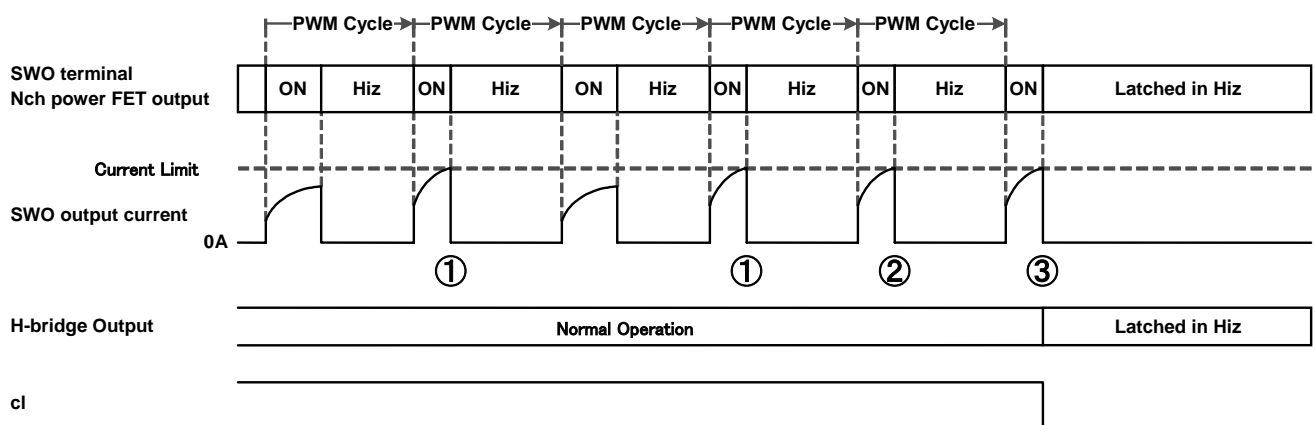 PWM Cycle PWM Cycle PWM Cycle PWM Cycle PWM Cycle
SWO terminal
Nch power FET output
ON Hiz ON Hiz ON Hiz ON Hiz ON Hiz ON Latched in Hiz
Current Limit
SWO output current
0A
① ① ② ③
H-bridge Output Normal Operation Latched in Hiz
cl